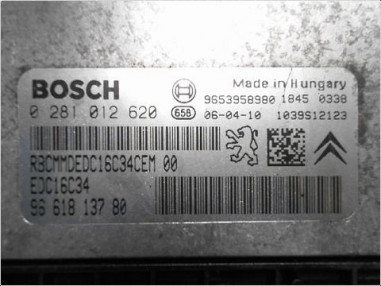 BOSCH
Made in Hungary
9653958980 1845 0338
0 281 012 620
658
06-04-10 1039S12123
RBCMMDEDC16C34CEM 00
EDC16C34
96 618 137 80